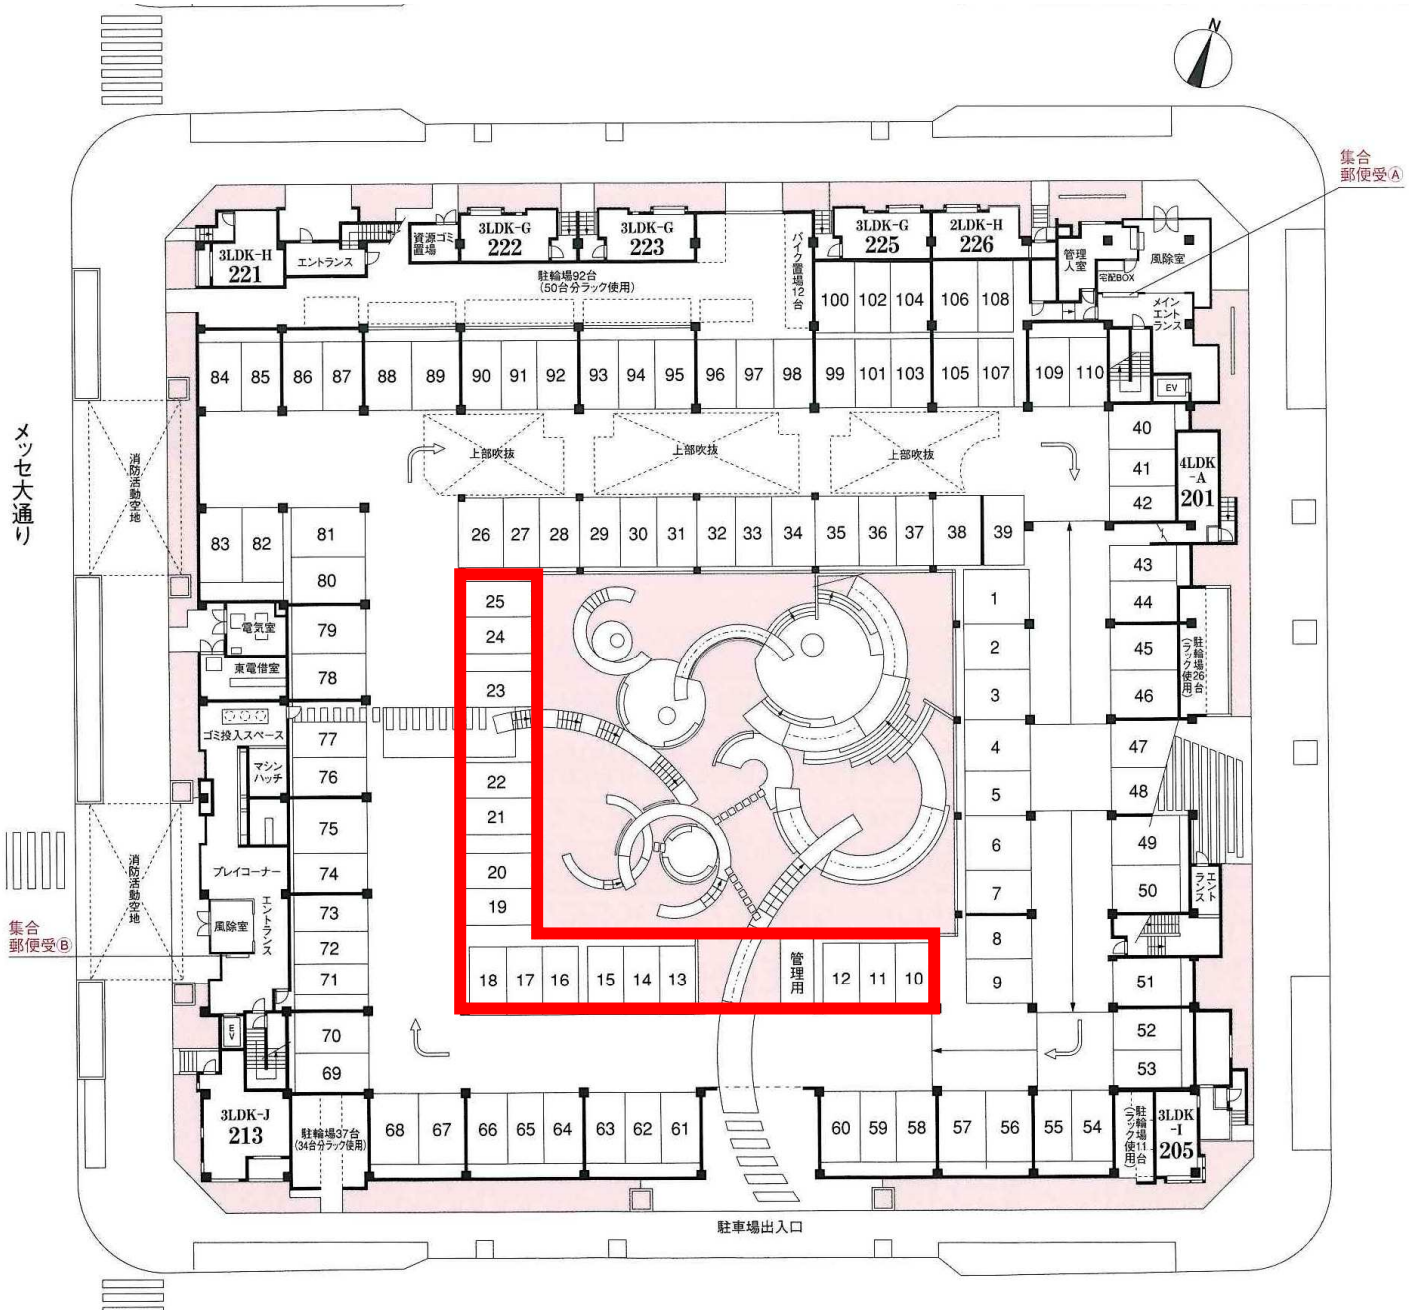 N
集合
郵便受Ⓐ
3LDK-H
221
エントランス
資源ゴミ
置場
3LDK-G
222
3LDK-G
223
駐輪場92台
(50台分ラック使用)
バイク置場12台
3LDK-G
225
2LDK-H
226
管理
人室
宅配BOX
風除室
メイン
エント
ランス
EV
100 102 104 106 108
84 85 86 87 88 89 90 91 92 93 94 95 96 97 98 99 101 103 105 107 109 110
メッセ大通り
消防活動空地
上部吹抜
上部吹抜
上部吹抜
40
41
42
4LDK
-A
201
83 82
81
80
26 27 28 29 30 31 32 33 34 35 36 37 38 39
43
44
45
46
駐輪場26台
(ラック使用)
電気室
東電借室
79
78
25
24
23
1
2
3
ゴミ投入スペース
マシン
ハッチ
77
76
75
74
22
21
20
19
4
5
6
7
47
48
49
50
エント
ランス
消防活動空地
プレイコーナー
風除室
エントランス
集合
郵便受Ⓑ
73
72
71
70
69
18 17 16 15 14 13
管理用
12 11 10
8
9
51
52
53
EV
3LDK-J
213
駐輪場37台
(34台分ラック使用)
68 67 66 65 64 63 62 61
60 59 58 57 56 55 54
駐輪場11台
(ラック使用)
3LDK
-I
205
駐車場出入口